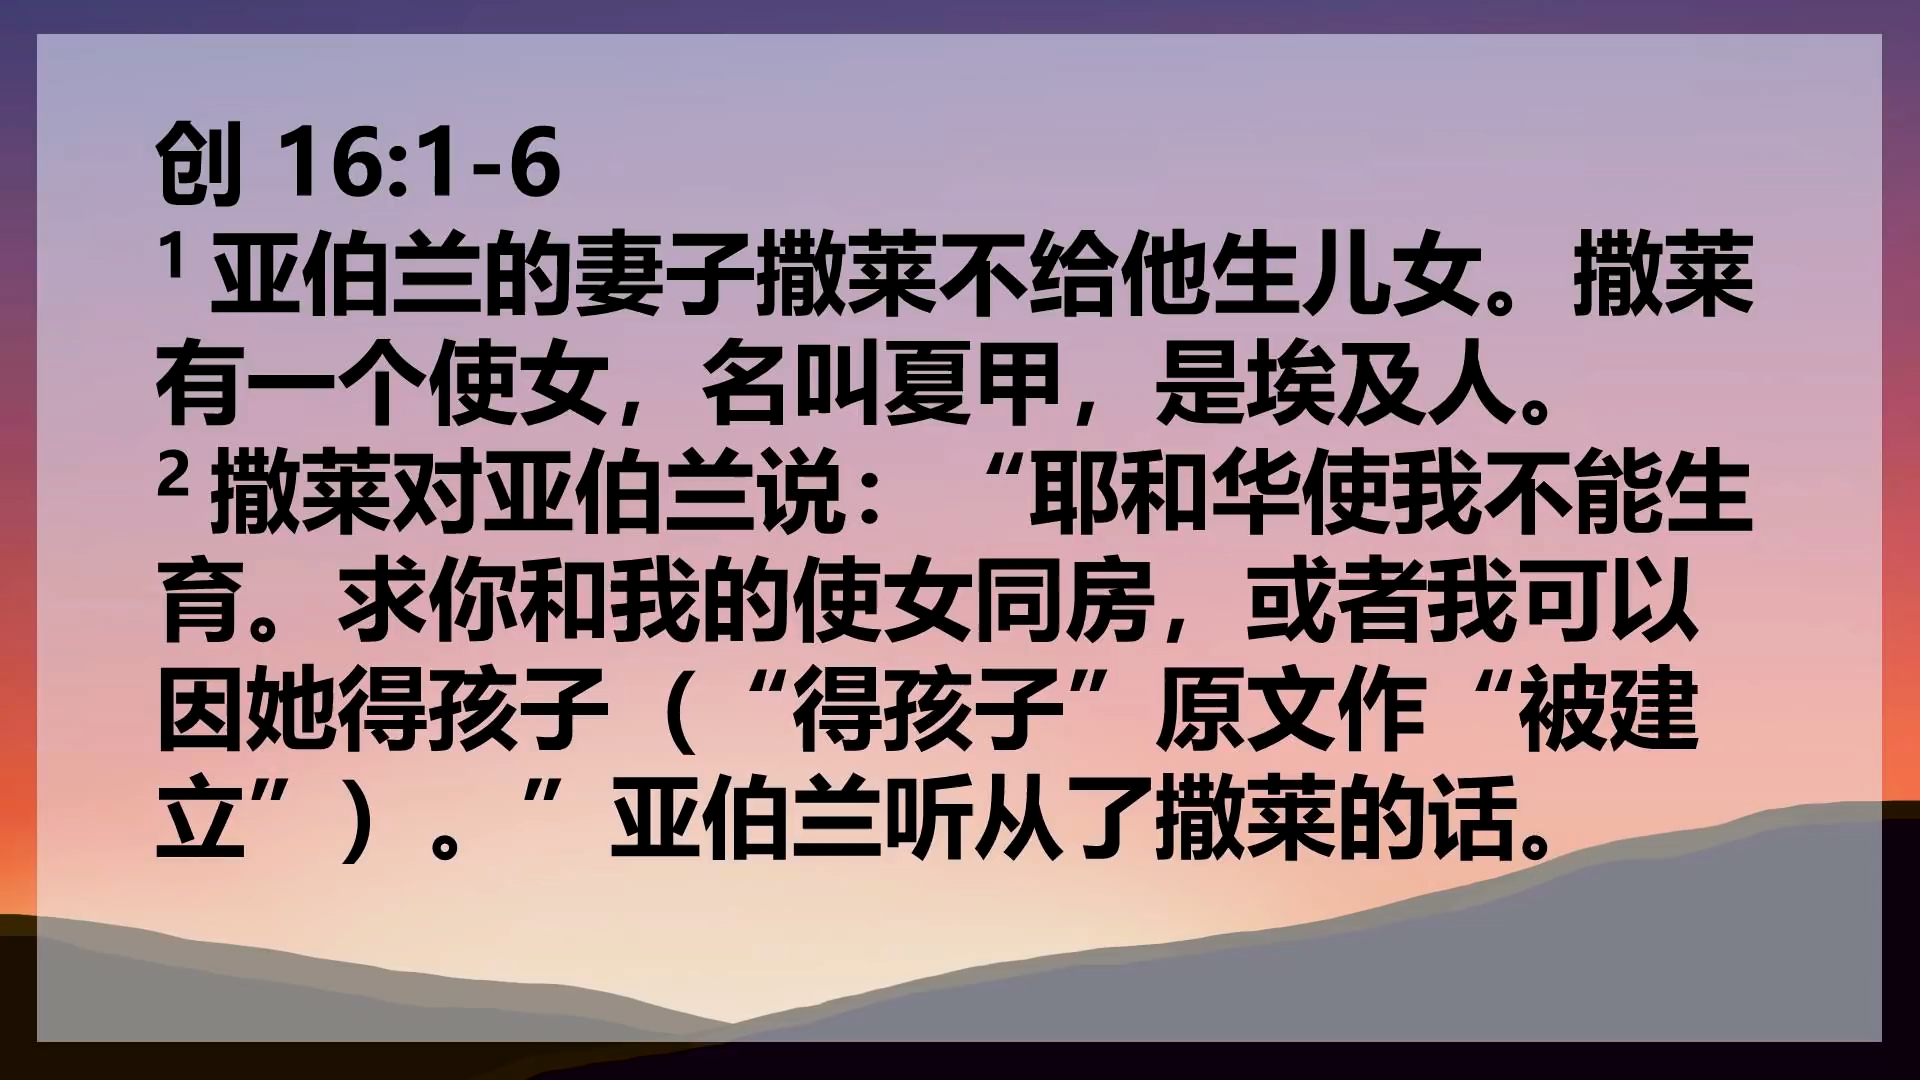 创 16:1-6
1 亚伯兰的妻子撒莱不给他生儿女。撒莱
有一个使女，名叫夏甲，是埃及人。
2 撒莱对亚伯兰说：“耶和华使我不能生
育。求你和我的使女同房，或者我可以
因她得孩子（“得孩子”原文作“被建
立”）。”亚伯兰听从了撒莱的话。